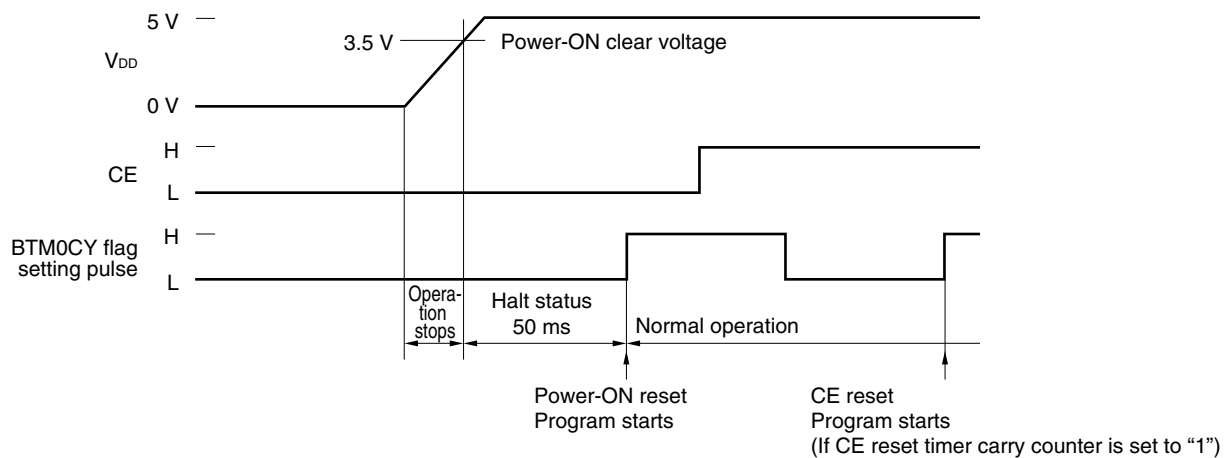 5 V
3.5 V
Power-ON clear voltage
VDD
0 V
H
CE
L
H
BTM0CY flag
setting pulse
L
Opera-
tion
stops
Halt status
50 ms
Normal operation
Power-ON reset
Program starts
CE reset
Program starts
(If CE reset timer carry counter is set to “1”)